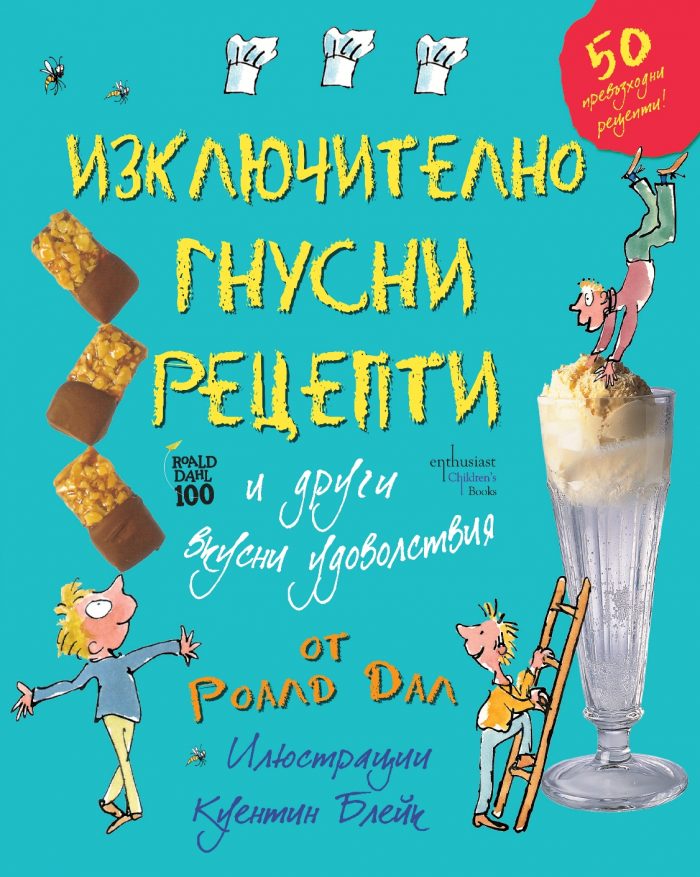 50
превъзходни
рецепти!
ИЗКЛЮЧИТЕЛНО
ГНУСНИ
РЕЦЕПТИ
ROALD
DAHL
100
enthusiast
Children's
Books
и други
вкусни удоволствия
от
Роалд Дал
Илюстрации
Куентин Блейк